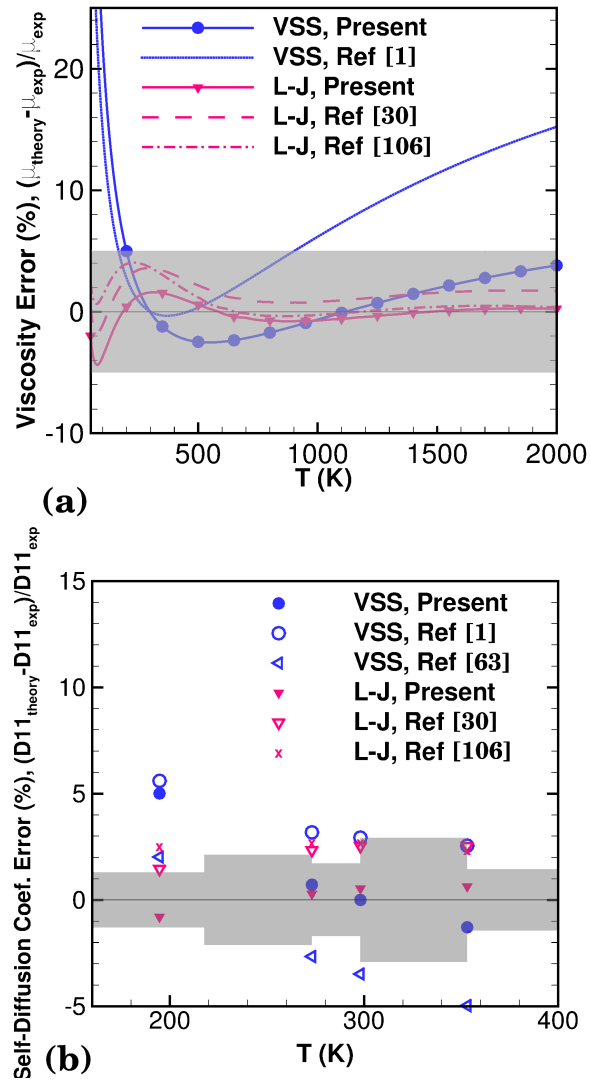 VSS, Present
VSS, Ref [1]
L-J, Present
L-J, Ref [30]
L-J, Ref [106]
Viscosity Error (%), (μtheory-μexp)/μexp
20
10
0
-10
500
1000
1500
2000
T (K)
(a)
VSS, Present
VSS, Ref [1]
VSS, Ref [63]
L-J, Present
L-J, Ref [30]
L-J, Ref [106]
Self-Diffusion Coef. Error (%), (D11theory-D11exp)/D11exp
15
10
5
0
-5
200
300
400
T (K)
(b)